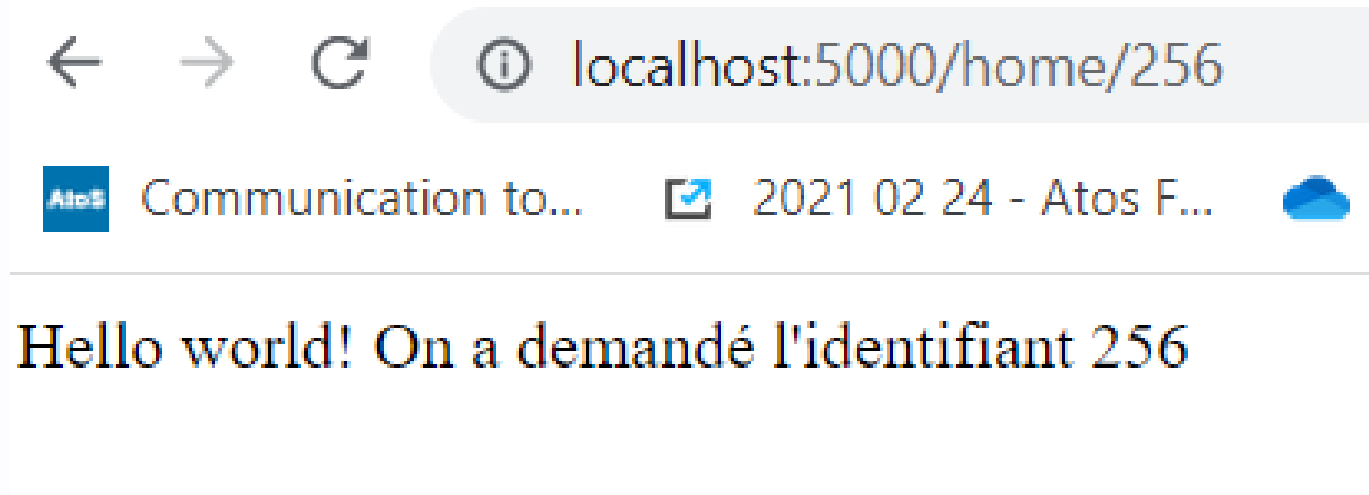 localhost:5000/home/256
Atos Communication to... 2021 02 24 - Atos F...
Hello world! On a demandé l'identifiant 256